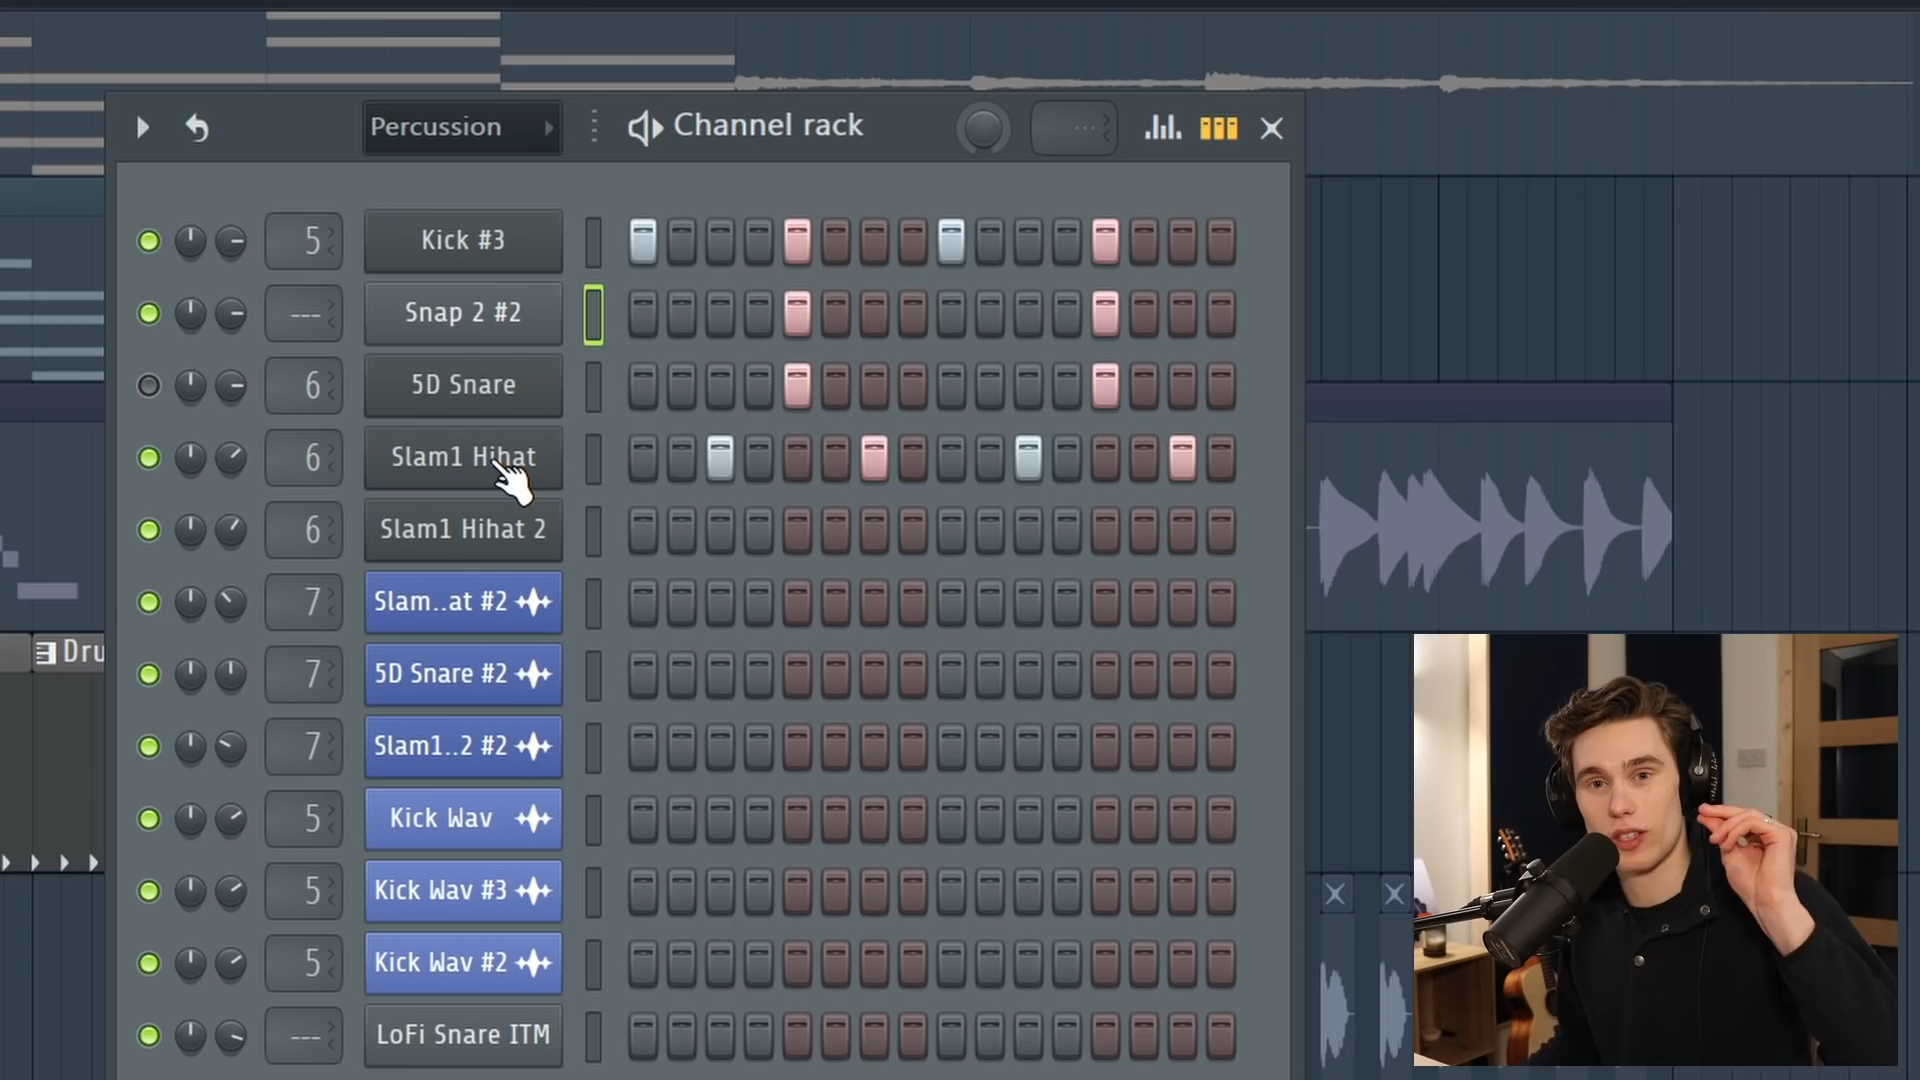 Percussion
Channel rack
5 Kick #3
--- Snap 2 #2
6 5D Snare
6 Slam1 Hihat
6 Slam1 Hihat 2
7 Slam..at #2
7 5D Snare #2
7 Slam1..2 #2
5 Kick Wav
5 Kick Wav #3
5 Kick Wav #2
--- LoFi Snare ITM
Dru